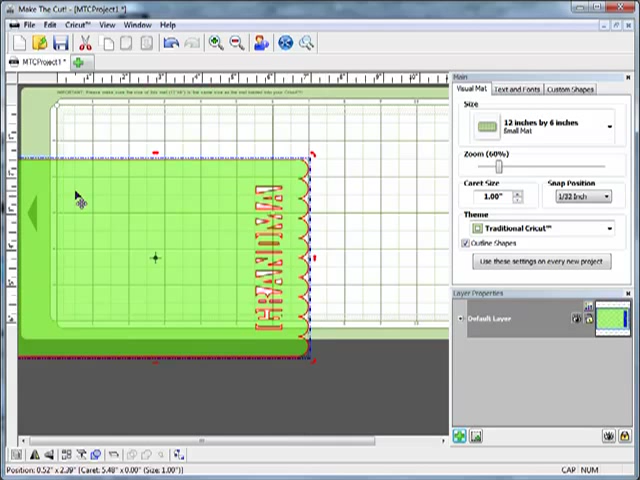 Make The Cut! - [MTCProject1 *]
File Edit Cricut™ View Window Help
MTCProject1 *
GRANDMA
Main
Visual Mat Text and Fonts Custom Shapes
Size
12 inches by 6 inches
Small Mat
Zoom (60%)
Caret Size Snap Position
1.00" 1/32 Inch
Theme
Traditional Cricut™
Outline Shapes
Use these settings on every new project
Layer Properties
Default Layer
Position: 0.52" x 2.39" [Caret: 5.48" x 0.00" (Size: 1.00")] CAP NUM SCRL